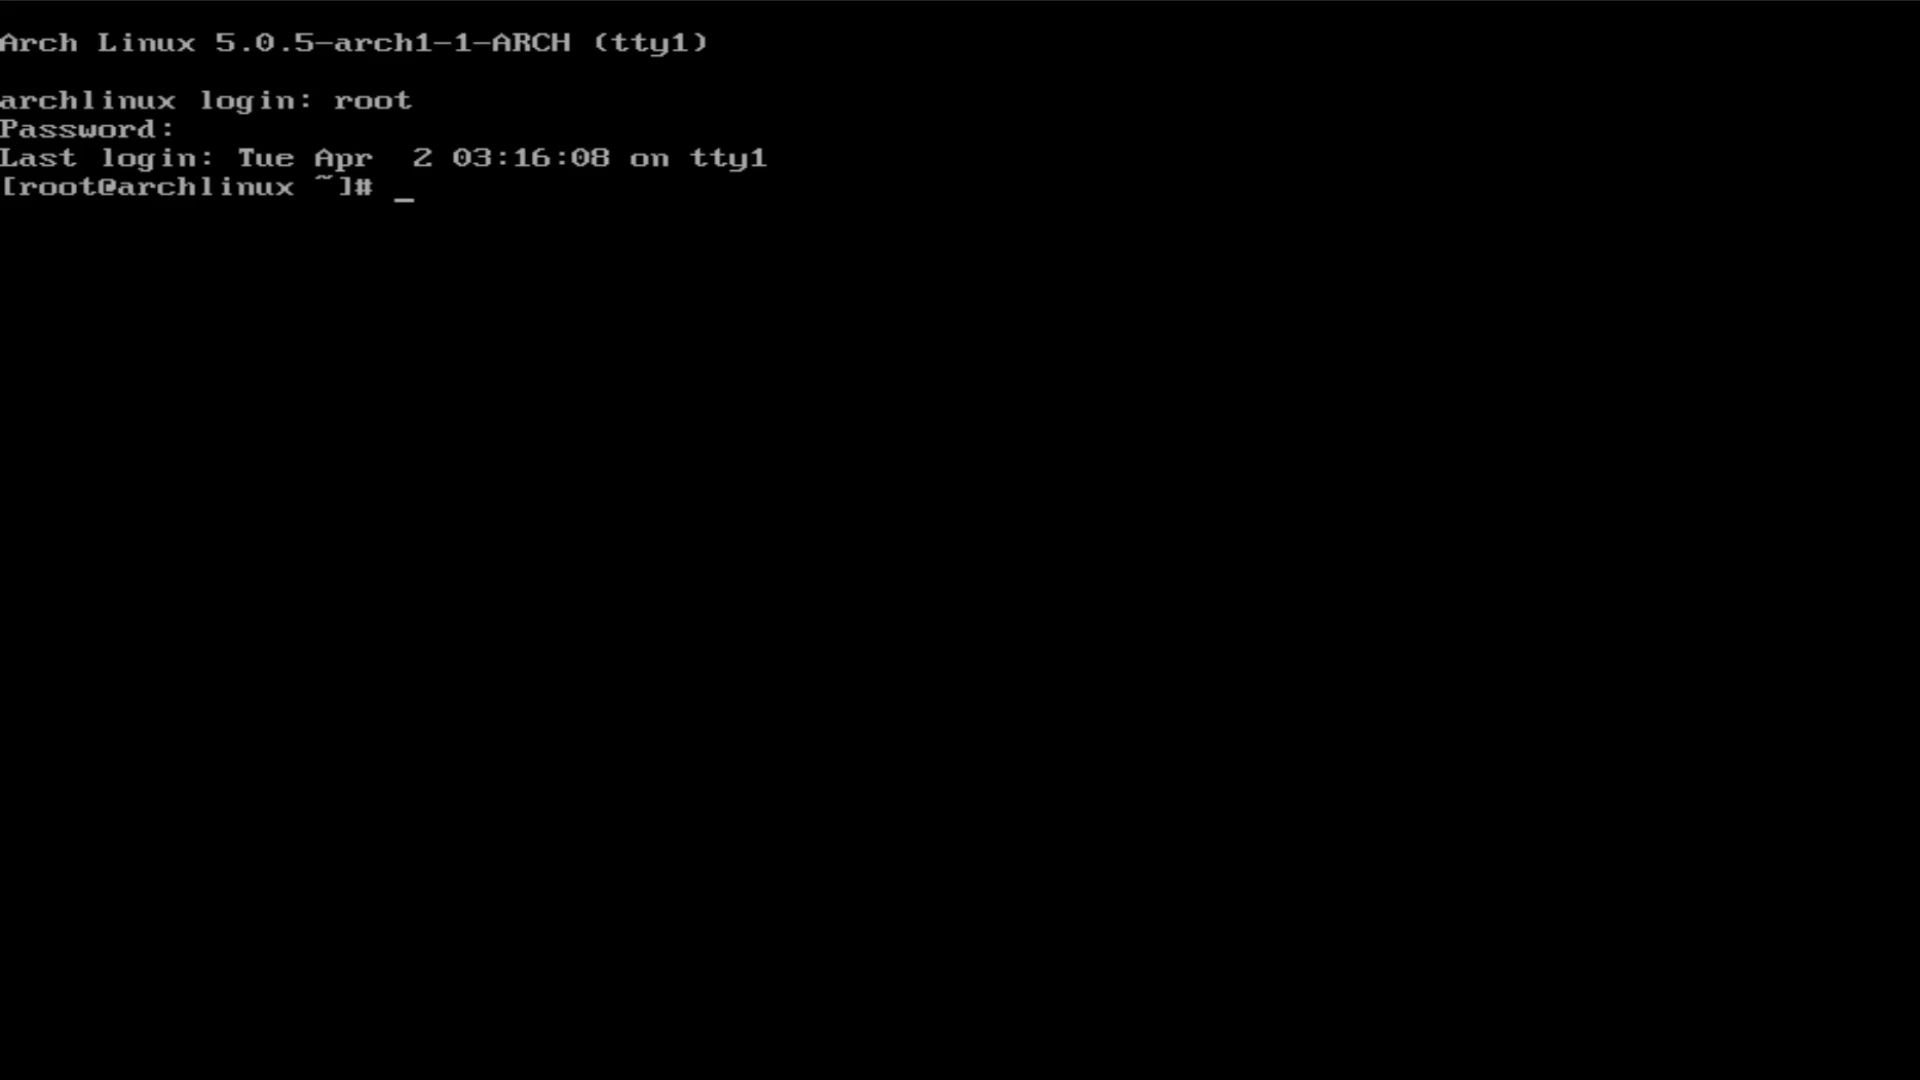 Arch Linux 5.0.5-arch1-1-ARCH (tty1)
archlinux login: root
Password:
Last login: Tue Apr  2 03:16:08 on tty1
[root@archlinux ~]# _